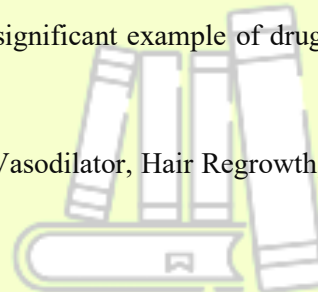 significant example of drug
Vasodilator, Hair Regrowth